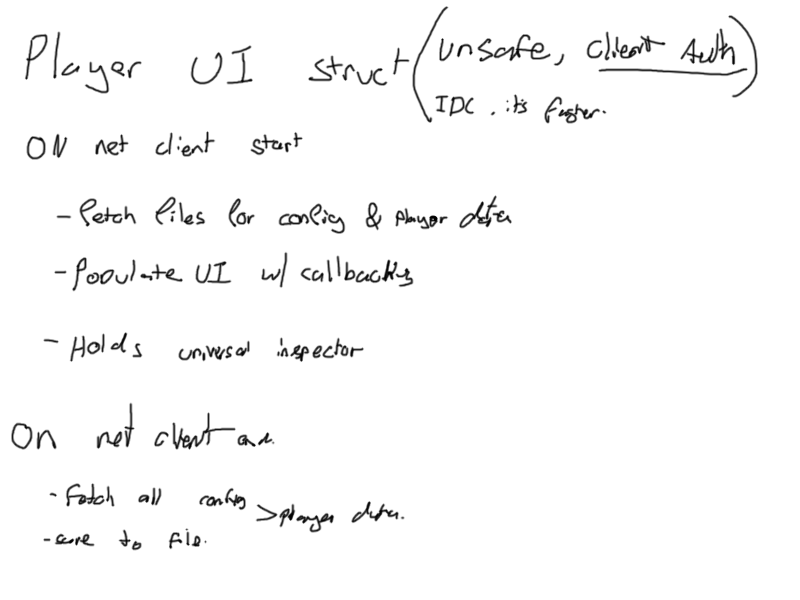 Player UI struct (unsafe, client Auth)
IDC. its faster.
ON net client start
- fetch files for config & player data
- Populate UI w/ callbacks
- Holds universal inspector
On net client end.
- Fetch all config > player data.
- save to file.